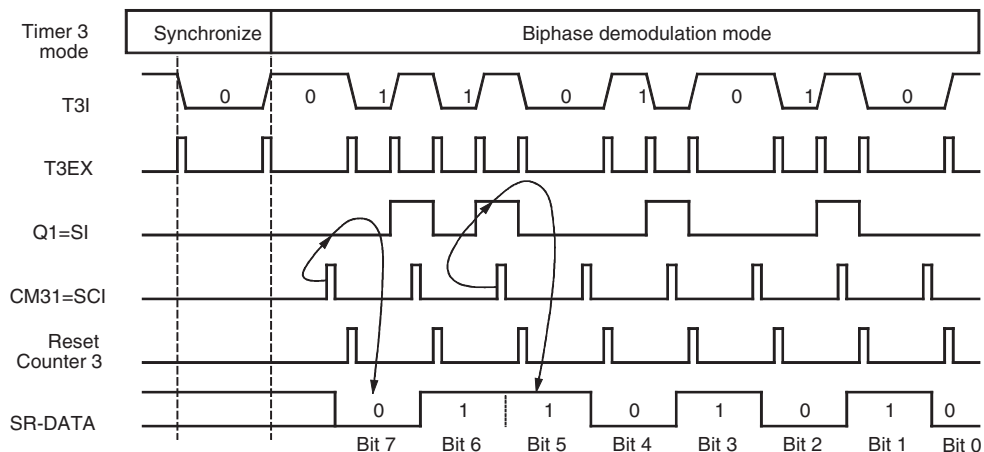 Timer 3 mode Synchronize Biphase demodulation mode
T3I 0 0 1 1 0 1 0 1 0
T3EX
Q1=SI
CM31=SCI
Reset Counter 3
SR-DATA 0 1 1 0 1 0 1 0
Bit 7 Bit 6 Bit 5 Bit 4 Bit 3 Bit 2 Bit 1 Bit 0